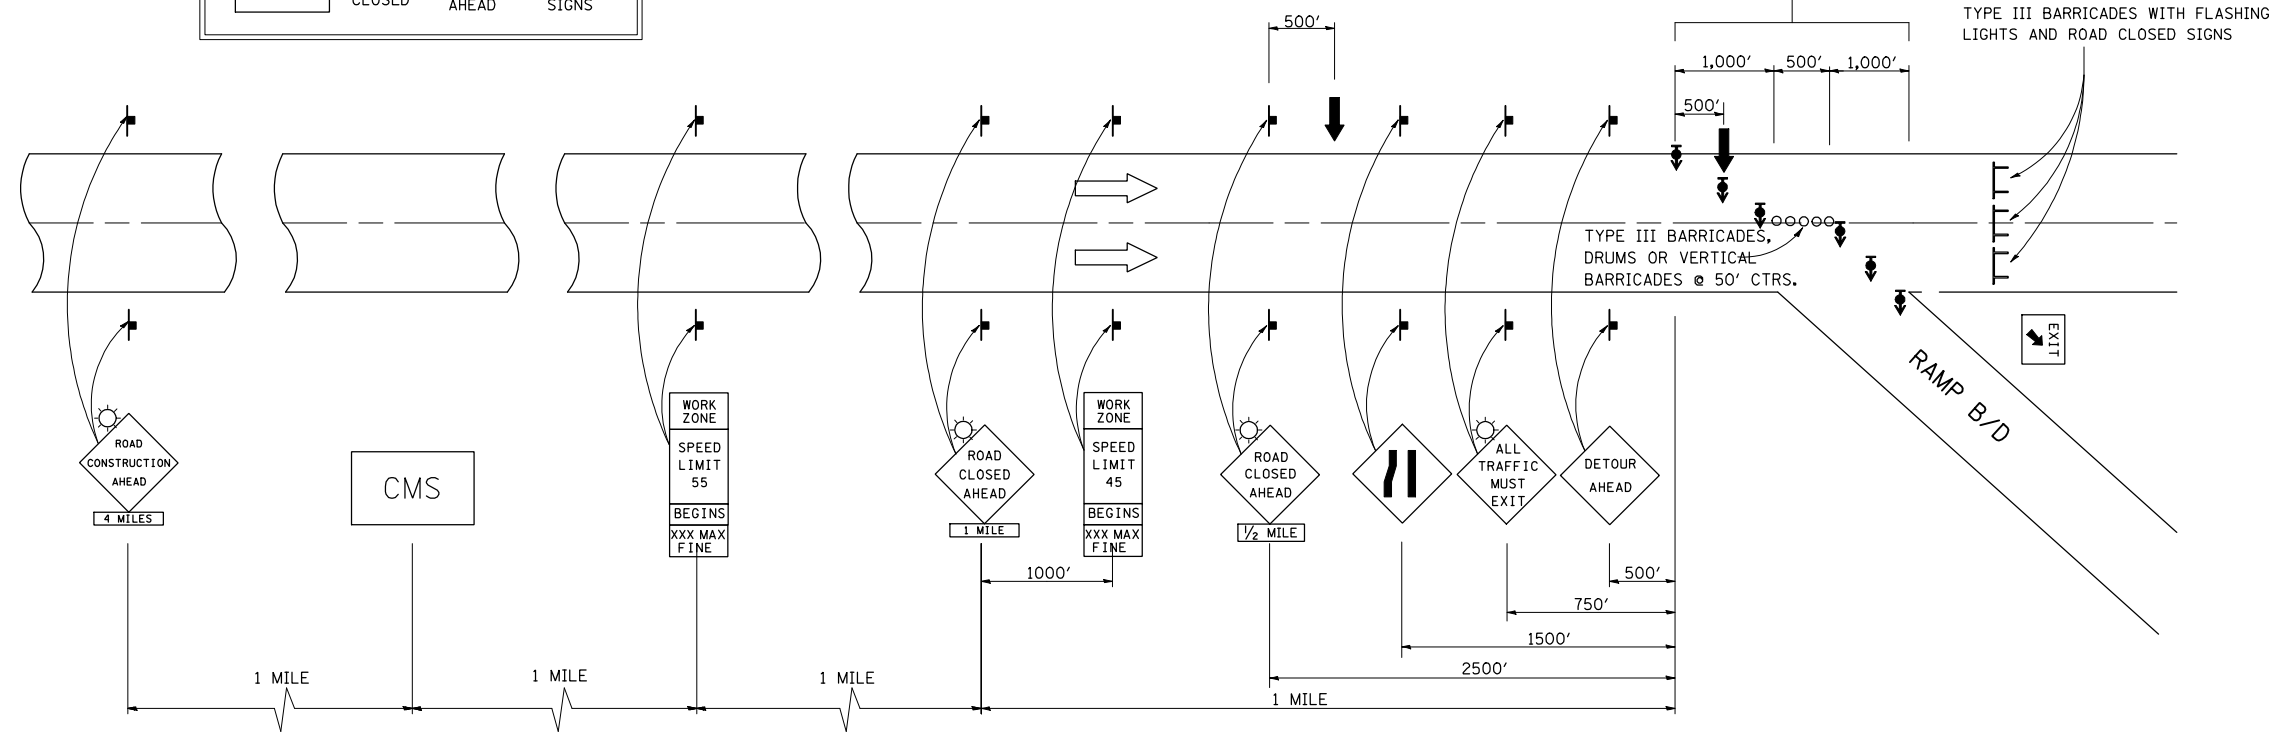 CLOSED
AHEAD
SIGNS
500'
TYPE III BARRICADES WITH FLASHING
LIGHTS AND ROAD CLOSED SIGNS
1,000'
500'
1,000'
500'
TYPE III BARRICADES,
DRUMS OR VERTICAL
BARRICADES @ 50' CTRS.
EXIT
RAMP B/D
ROAD
CONSTRUCTION
AHEAD
4 MILES
CMS
WORK
ZONE
SPEED
LIMIT
55
BEGINS
XXX MAX
FINE
ROAD
CLOSED
AHEAD
1 MILE
WORK
ZONE
SPEED
LIMIT
45
BEGINS
XXX MAX
FINE
ROAD
CLOSED
AHEAD
1/2 MILE
ALL
TRAFFIC
MUST
EXIT
DETOUR
AHEAD
1000'
500'
750'
1500'
2500'
1 MILE
1 MILE
1 MILE
1 MILE